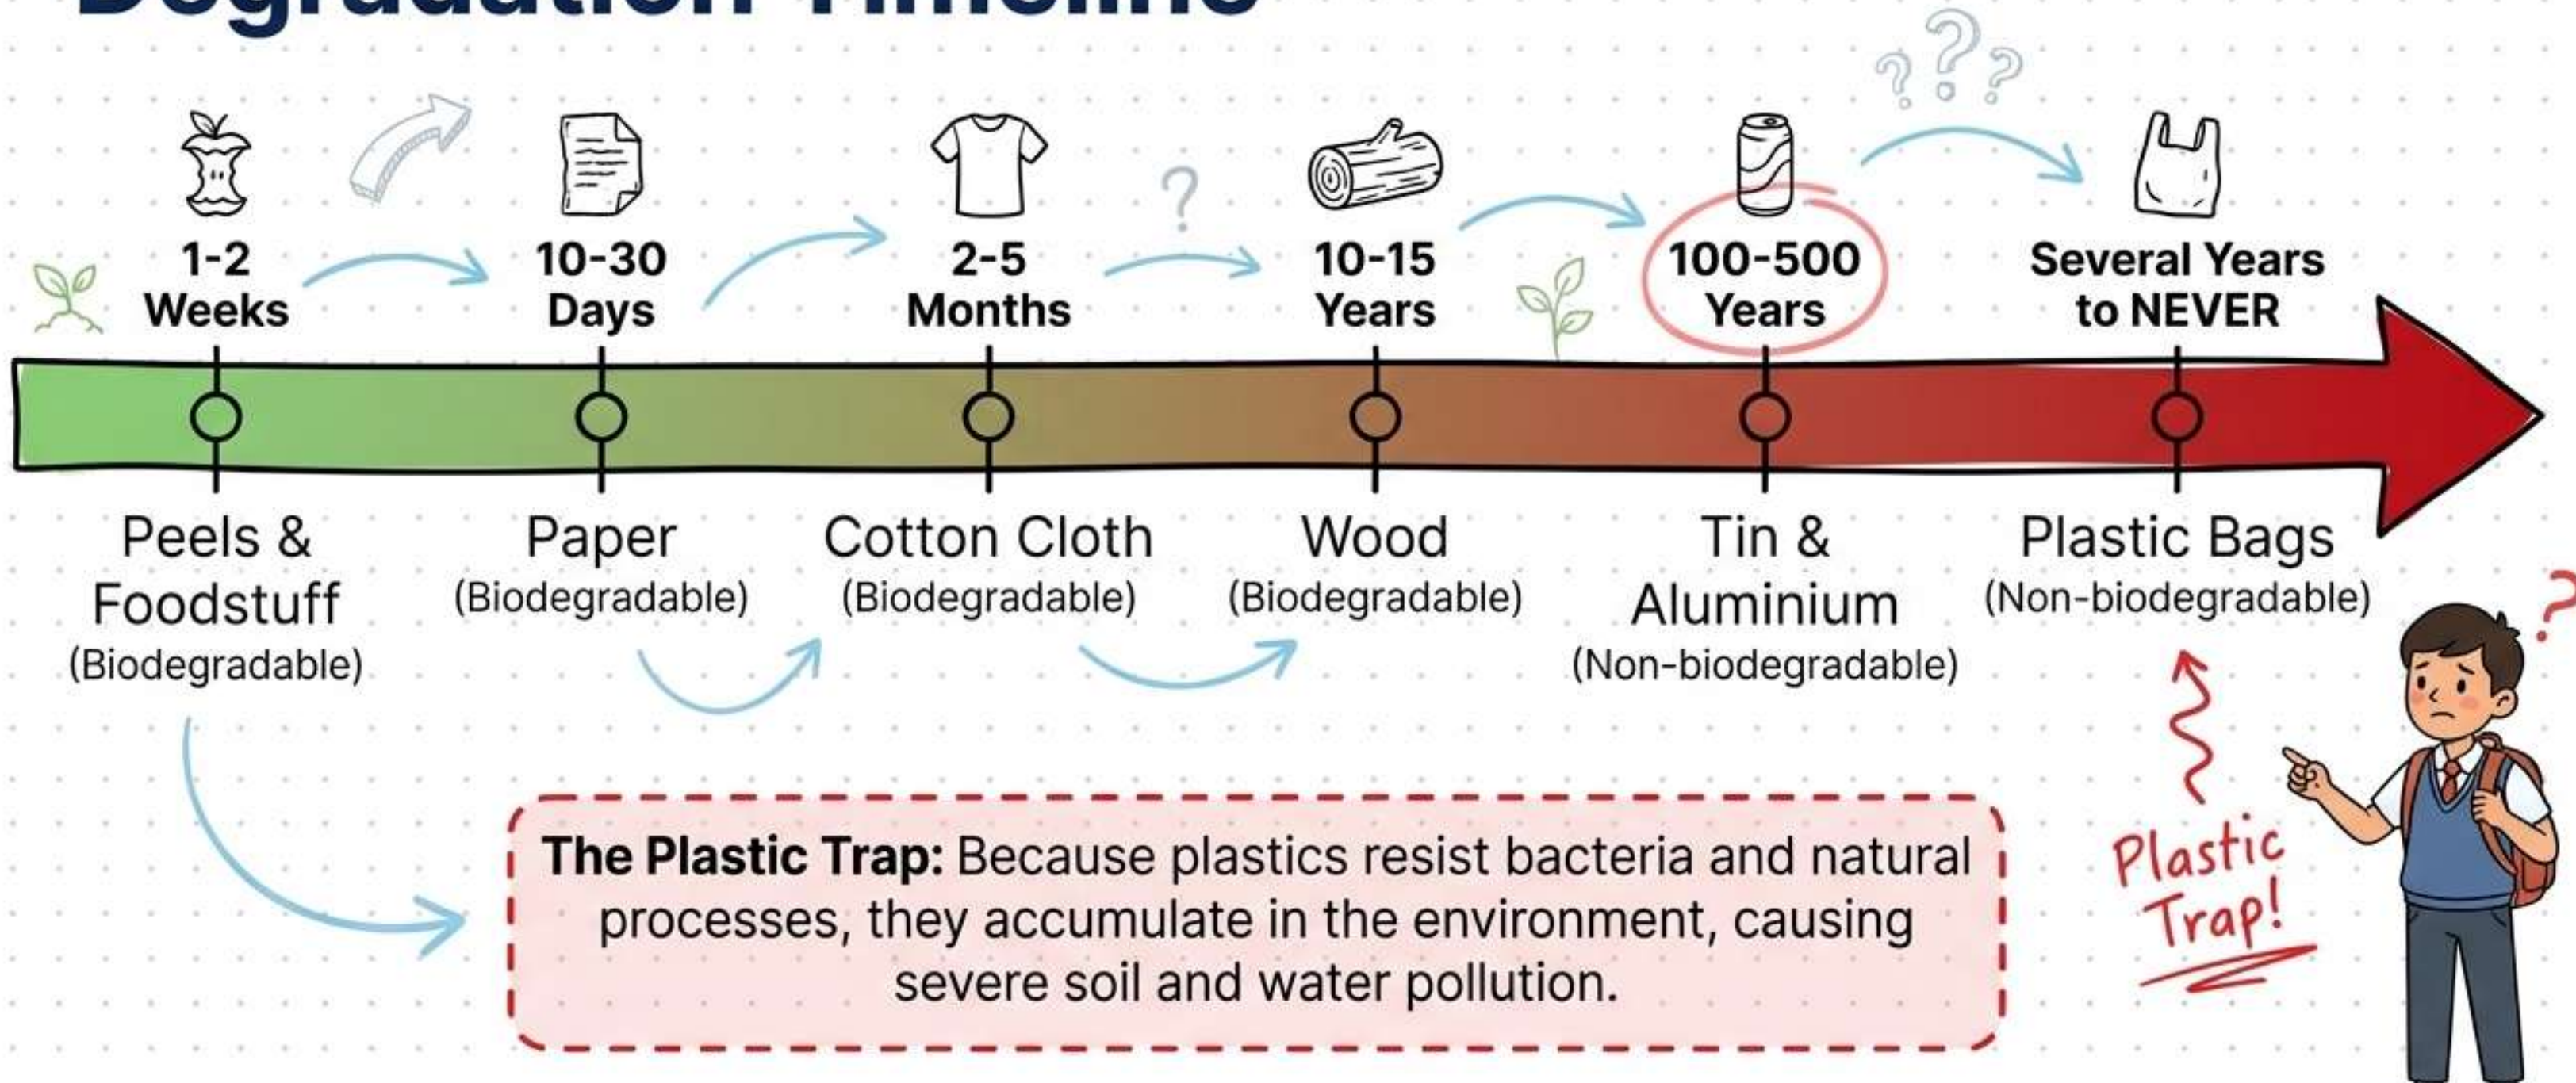 Degradation Timeline
1-2
Weeks
10-30
Days
2-5
Months
10-15
Years
100-500
Years
Several Years
to NEVER
Peels &
Foodstuff
(Biodegradable)
Paper
(Biodegradable)
Cotton Cloth
(Biodegradable)
Wood
(Biodegradable)
Tin &
Aluminium
(Non-biodegradable)
Plastic Bags
(Non-biodegradable)
The Plastic Trap: Because plastics resist bacteria and natural
processes, they accumulate in the environment, causing
severe soil and water pollution.
Plastic
Trap!